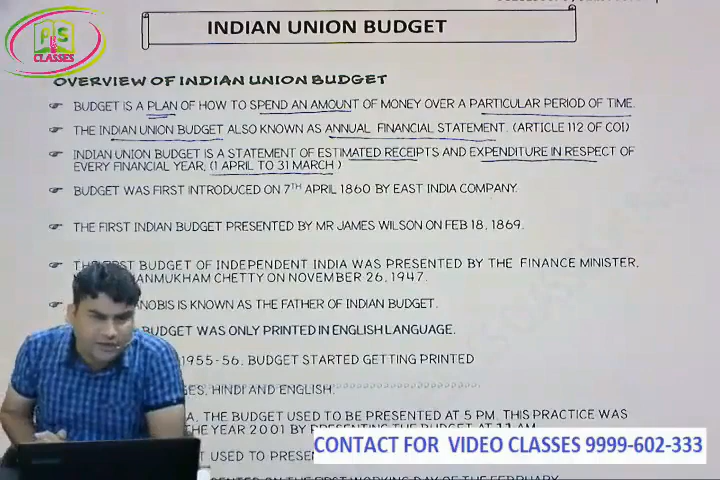 PS
CLASSES
INDIAN UNION BUDGET
OVERVIEW OF INDIAN UNION BUDGET
BUDGET IS A PLAN OF HOW TO SPEND AN AMOUNT OF MONEY OVER A PARTICULAR PERIOD OF TIME.
THE INDIAN UNION BUDGET ALSO KNOWN AS ANNUAL FINANCIAL STATEMENT. (ARTICLE 112 OF COI)
INDIAN UNION BUDGET IS A STATEMENT OF ESTIMATED RECEIPTS AND EXPENDITURE IN RESPECT OF
EVERY FINANCIAL YEAR, (1 APRIL TO 31 MARCH)
BUDGET WAS FIRST INTRODUCED ON 7TH APRIL 1860 BY EAST INDIA COMPANY.
THE FIRST INDIAN BUDGET PRESENTED BY MR JAMES WILSON ON FEB 18, 1869.
BUDGET OF INDEPENDENT INDIA WAS PRESENTED BY THE FINANCE MINISTER,
CHETTY ON NOVEMBER 26, 1947.
IS KNOWN AS THE FATHER OF INDIAN BUDGET.
BUDGET WAS ONLY PRINTED IN ENGLISH LANGUAGE.
1955-56, BUDGET STARTED GETTING PRINTED
HINDI AND ENGLISH.
THE BUDGET USED TO BE PRESENTED AT 5 PM. THIS PRACTICE WAS
THE YEAR 2001 BY PRESENTING THE BUDGET AT 11 AM
USED TO
CONTACT FOR VIDEO CLASSES 9999-602-333
ON THE FIRST WORKING DAY OF THE FEBRUARY